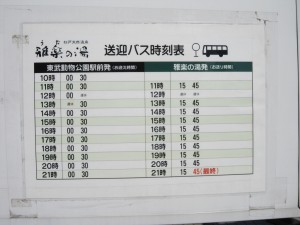 雅楽の湯 送迎バス時刻表
東武動物公園駅前発 雅楽の湯発
10時 00 30
11時 00 30 11時 15 45
12時 00 30 12時
13時 30 13時 15 45
14時 00 30 14時 15 45
15時 00 30 15時 15 45
16時 00 30 16時 15 45
17時 00 30 17時 15 45
18時 00 30 18時 15 45
19時 00 30 19時 15 45
20時 00 30 20時 15 45
21時 00 30 21時 15 45(最終)